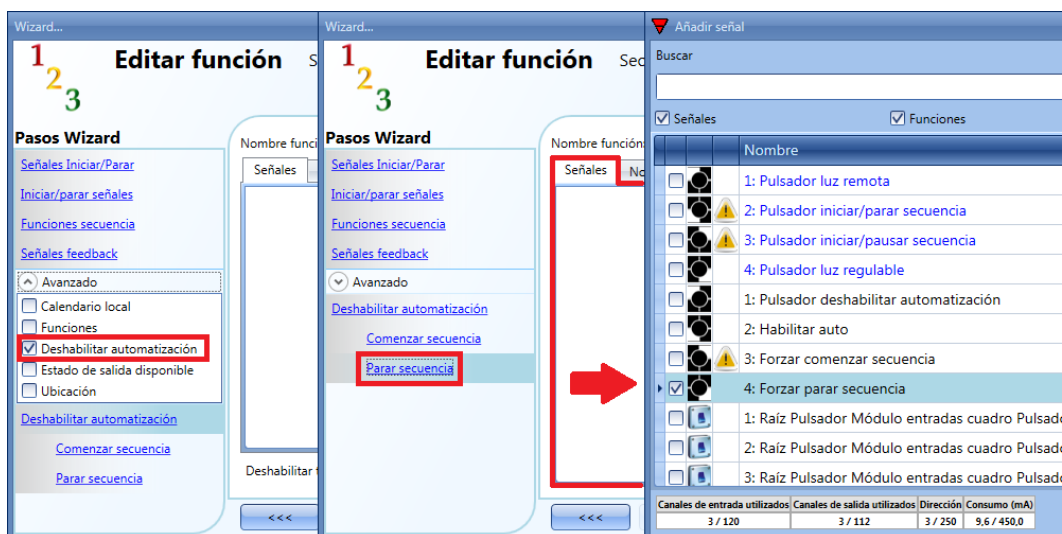 Wizard...
1
2
3
Editar función
Pasos Wizard
Señales Iniciar/Parar
Iniciar/parar señales
Funciones secuencia
Señales feedback
Avanzado
Calendario local
Funciones
Deshabilitar automatización
Estado de salida disponible
Ubicación
Deshabilitar automatización
Comenzar secuencia
Parar secuencia
Nombre funci
Señales
Deshabilitar
<<<
Wizard...
1
2
3
Editar función Sec
Pasos Wizard
Señales Iniciar/Parar
Iniciar/parar señales
Funciones secuencia
Señales feedback
Avanzado
Deshabilitar automatización
Comenzar secuencia
Parar secuencia
Nombre función:
Señales No
<<<
Añadir señal
Buscar
Señales Funciones
Nombre
1: Pulsador luz remota
2: Pulsador iniciar/parar secuencia
3: Pulsador iniciar/pausar secuencia
4: Pulsador luz regulable
1: Pulsador deshabilitar automatización
2: Habilitar auto
3: Forzar comenzar secuencia
4: Forzar parar secuencia
1: Raíz Pulsador Módulo entradas cuadro Pulsado
2: Raíz Pulsador Módulo entradas cuadro Pulsado
3: Raíz Pulsador Módulo entradas cuadro Pulsado
Canales de entrada utilizados Canales de salida utilizados Dirección Consumo (mA)
3 / 120 3 / 112 3 / 250 9,6 / 450,0